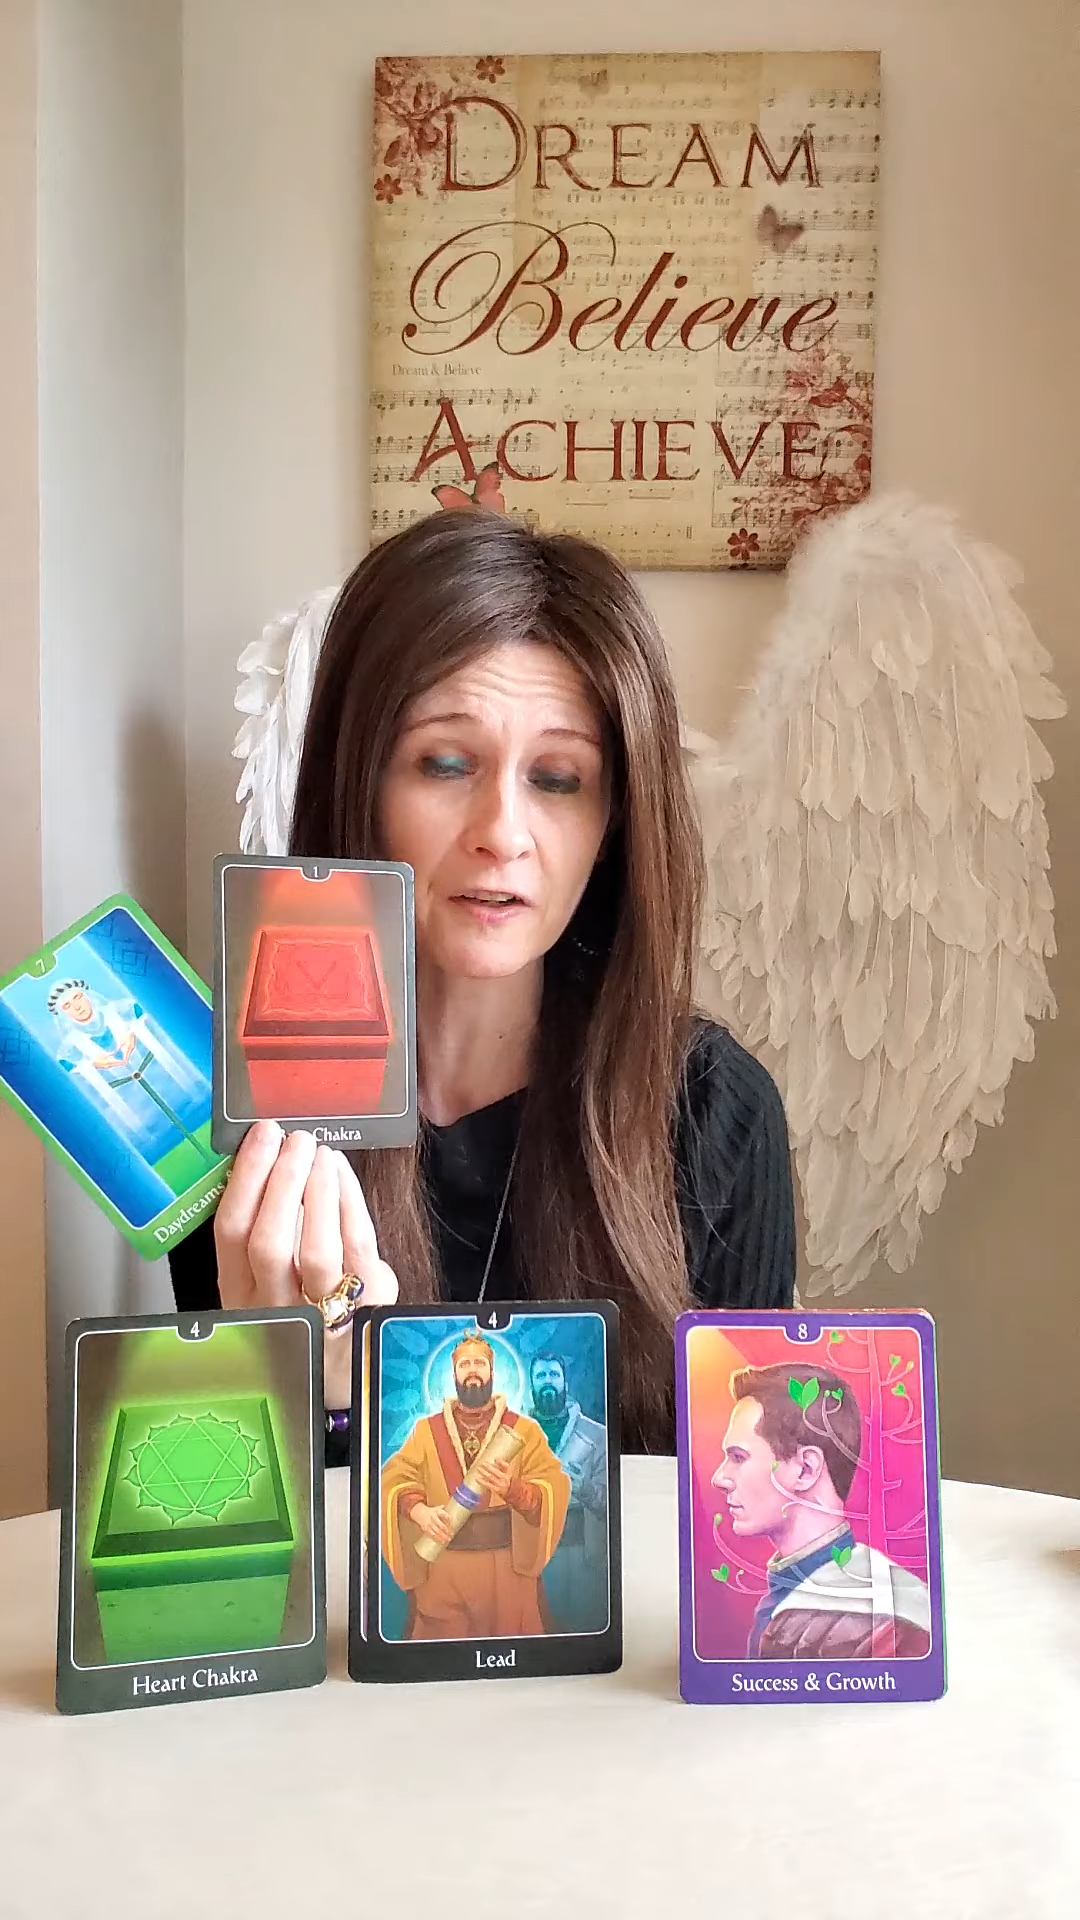 DREAM
Believe
Dream & Believe
ACHIEVE
1
Chakra
7
Daydreams
4
Heart Chakra
4
Lead
8
Success & Growth